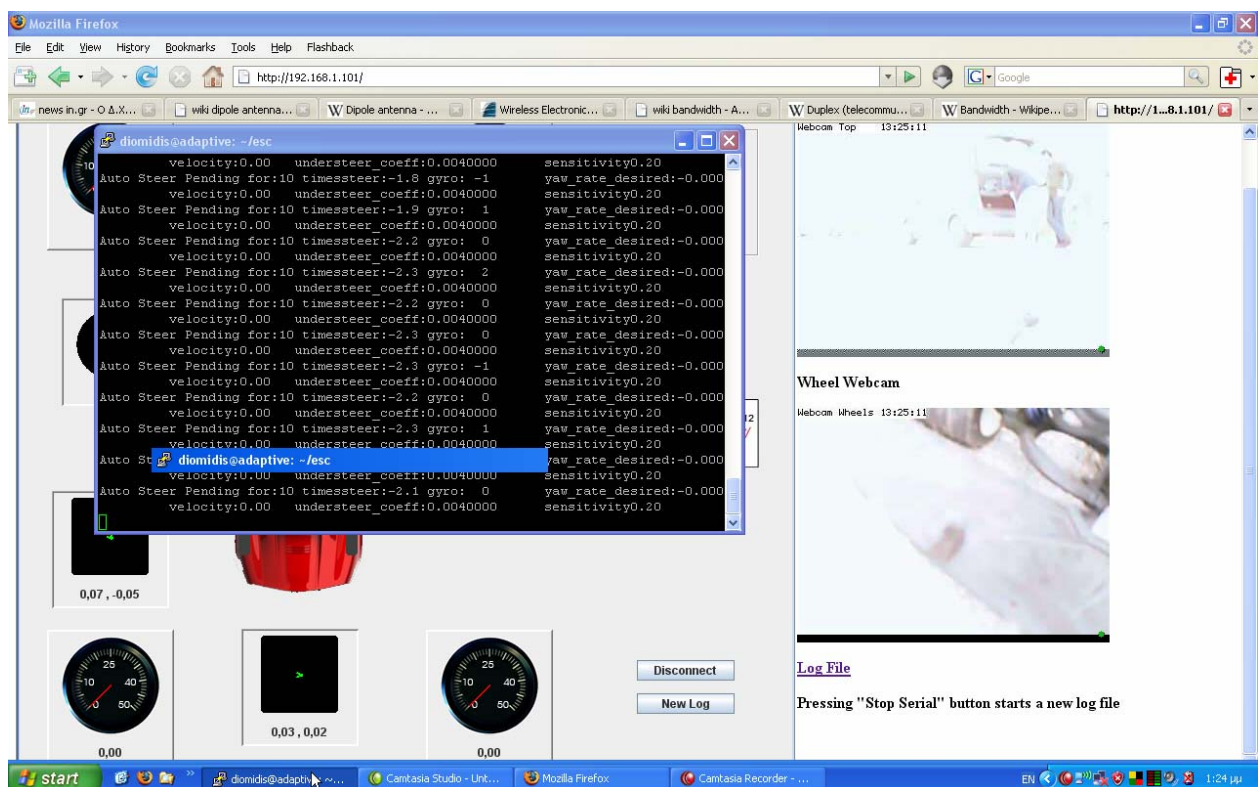 Mozilla Firefox
File Edit View History Bookmarks Tools Help Flashback
http://192.168.1.101/
Google
news in.gr - Ο Δ.Χ...
wiki dipole antenna...
Dipole antenna - ...
Wireless Electronic...
wiki bandwidth - A...
Duplex (telecommu...
Bandwidth - Wikipe...
http://1...8.1.101/
diomidis@adaptive: ~/esc
velocity:0.00 understeer_coeff:0.0040000 sensitivity0.20
Auto Steer Pending for:10 timessteer:-1.8 gyro: -1 yaw_rate_desired:-0.000
velocity:0.00 understeer_coeff:0.0040000 sensitivity0.20
Auto Steer Pending for:10 timessteer:-1.9 gyro: 1 yaw_rate_desired:-0.000
velocity:0.00 understeer_coeff:0.0040000 sensitivity0.20
Auto Steer Pending for:10 timessteer:-2.2 gyro: 0 yaw_rate_desired:-0.000
velocity:0.00 understeer_coeff:0.0040000 sensitivity0.20
Auto Steer Pending for:10 timessteer:-2.3 gyro: 2 yaw_rate_desired:-0.000
velocity:0.00 understeer_coeff:0.0040000 sensitivity0.20
Auto Steer Pending for:10 timessteer:-2.2 gyro: 0 yaw_rate_desired:-0.000
velocity:0.00 understeer_coeff:0.0040000 sensitivity0.20
Auto Steer Pending for:10 timessteer:-2.3 gyro: 0 yaw_rate_desired:-0.000
velocity:0.00 understeer_coeff:0.0040000 sensitivity0.20
Auto Steer Pending for:10 timessteer:-2.3 gyro: -1 yaw_rate_desired:-0.000
velocity:0.00 understeer_coeff:0.0040000 sensitivity0.20
Auto Steer Pending for:10 timessteer:-2.2 gyro: 0 yaw_rate_desired:-0.000
velocity:0.00 understeer_coeff:0.0040000 sensitivity0.20
Auto Steer Pending for:10 timessteer:-2.3 gyro: 1 yaw_rate_desired:-0.000
velocity:0.00 understeer_coeff:0.0040000 sensitivity0.20
Auto St diomidis@adaptive: ~/esc yaw_rate_desired:-0.000
velocity:0.00 understeer_coeff:0.0040000 sensitivity0.20
Auto Steer Pending for:10 timessteer:-2.1 gyro: 0 yaw_rate_desired:-0.000
velocity:0.00 understeer_coeff:0.0040000 sensitivity0.20
10
12
0,07 , -0,05
25
10 40
0 50
0,00
0,03 , 0,02
25
10 40
0 50
0,00
Disconnect
New Log
Webcam Top 13:25:11
Wheel Webcam
Webcam Wheels 13:25:11
Log File
Pressing "Stop Serial" button starts a new log file
start
diomidis@adaptive: ~...
Camtasia Studio - Unt...
Mozilla Firefox
Camtasia Recorder - ...
EN
1:24 μμ